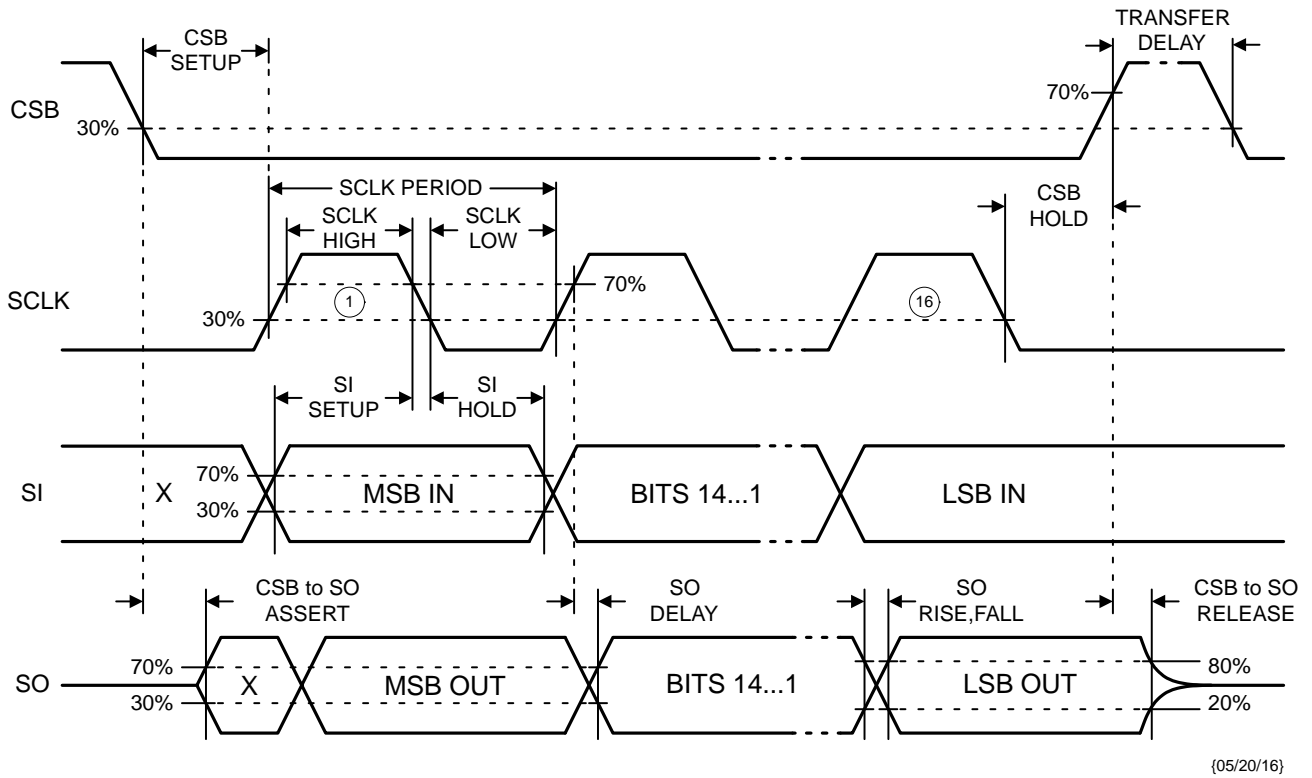 TRANSFER
DELAY
CSB
SETUP
CSB
30%
70%
SCLK PERIOD
SCLK
HIGH
SCLK
LOW
CSB
HOLD
SCLK
30%
1
70%
16
SI
SETUP
SI
HOLD
SI
X
70%
30%
MSB IN
BITS 14...1
LSB IN
CSB to SO
ASSERT
SO
DELAY
SO
RISE,FALL
CSB to SO
RELEASE
SO
70%
30%
X
MSB OUT
BITS 14...1
LSB OUT
80%
20%
{05/20/16}